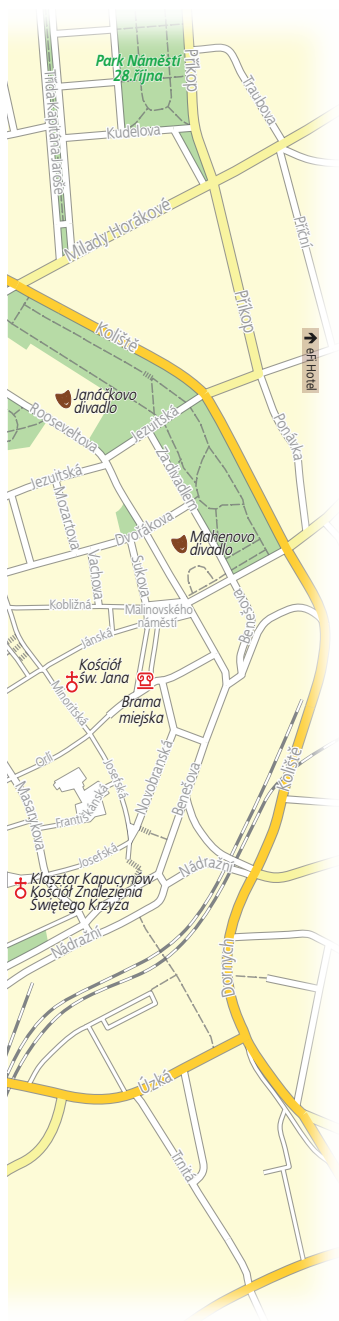 Park Náměstí
28.října
Příkop
Traubova
třída Kapitána Jaroše
Kudelova
Milady Horákové
Příční
Příkop
Koliště
eFi Hotel
Janáčkovo
divadlo
Rooseveltova
Jezuitská
Ponávka
Za divadlem
Jezuitská
Mozartova
Dvořákova
Mahenovo
divadlo
Vachova
Sukova
Kobližná
Malinovského
náměstí
Benešova
Jánská
Kościół
św. Jana
Minoritská
Brama
miejska
Orlí
Josefská
Novobranská
Benešova
Koliště
Masarykova
Františkánská
Josefská
Nádražní
Klasztor Kapucynów
Kościół Znalezienia
Świętego Krzyża
Nádražní
Dornych
Úzká
Trnitá